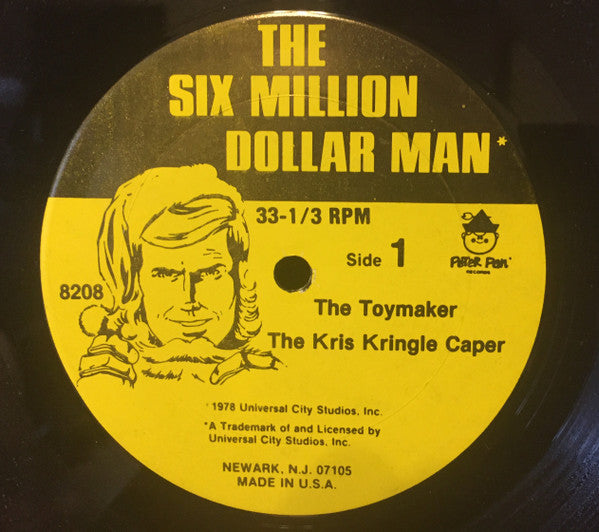 THE
SIX MILLION
DOLLAR MAN*
33-1/3 RPM
Side 1
Peter Pan
RECORDS
8208
The Toymaker
The Kris Kringle Caper
1978 Universal City Studios, Inc.
*A Trademark of and Licensed by
Universal City Studios, Inc.
NEWARK, N.J. 07105
MADE IN U.S.A.